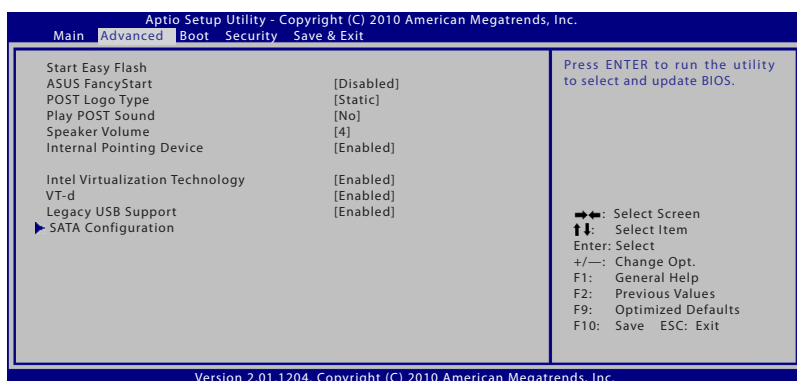 Aptio Setup Utility - Copyright (C) 2010 American Megatrends, Inc.
Main Advanced Boot Security Save & Exit
Start Easy Flash
ASUS FancyStart [Disabled]
POST Logo Type [Static]
Play POST Sound [No]
Speaker Volume [4]
Internal Pointing Device [Enabled]
Intel Virtualization Technology [Enabled]
VT-d [Enabled]
Legacy USB Support [Enabled]
SATA Configuration
Press ENTER to run the utility
to select and update BIOS.
→←: Select Screen
↑↓: Select Item
Enter: Select
+/—: Change Opt.
F1: General Help
F2: Previous Values
F9: Optimized Defaults
F10: Save ESC: Exit
Version 2.01.1204. Copyright (C) 2010 American Megatrends, Inc.